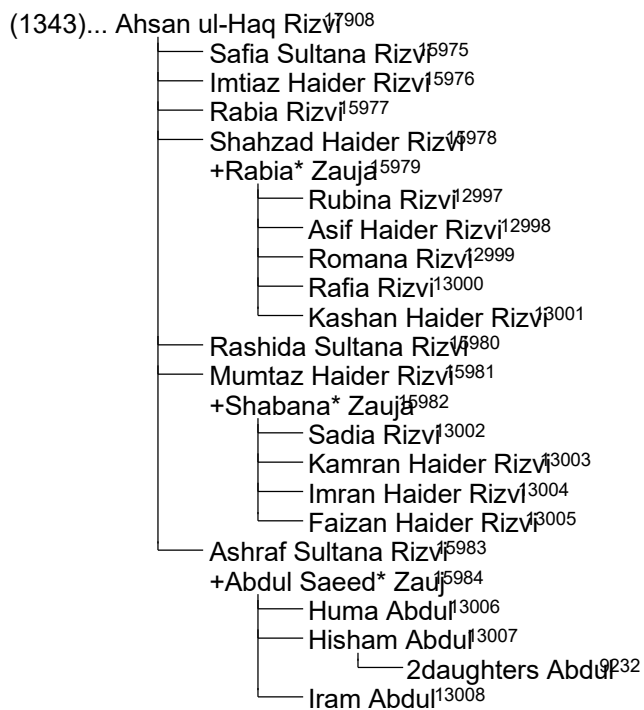 (1343)... Ahsan ul-Haq Rizvi17908
Safia Sultana Rizvi15975
Imtiaz Haider Rizvi15976
Rabia Rizvi15977
Shahzad Haider Rizvi15978
+Rabia* Zauja15979
Rubina Rizvi12997
Asif Haider Rizvi12998
Romana Rizvi12999
Rafia Rizvi13000
Kashan Haider Rizvi13001
Rashida Sultana Rizvi15980
Mumtaz Haider Rizvi15981
+Shabana* Zauja15982
Sadia Rizvi13002
Kamran Haider Rizvi13003
Imran Haider Rizvi13004
Faizan Haider Rizvi13005
Ashraf Sultana Rizvi15983
+Abdul Saeed* Zauj15984
Huma Abdul13006
Hisham Abdul13007
2daughters Abdul9232
Iram Abdul13008